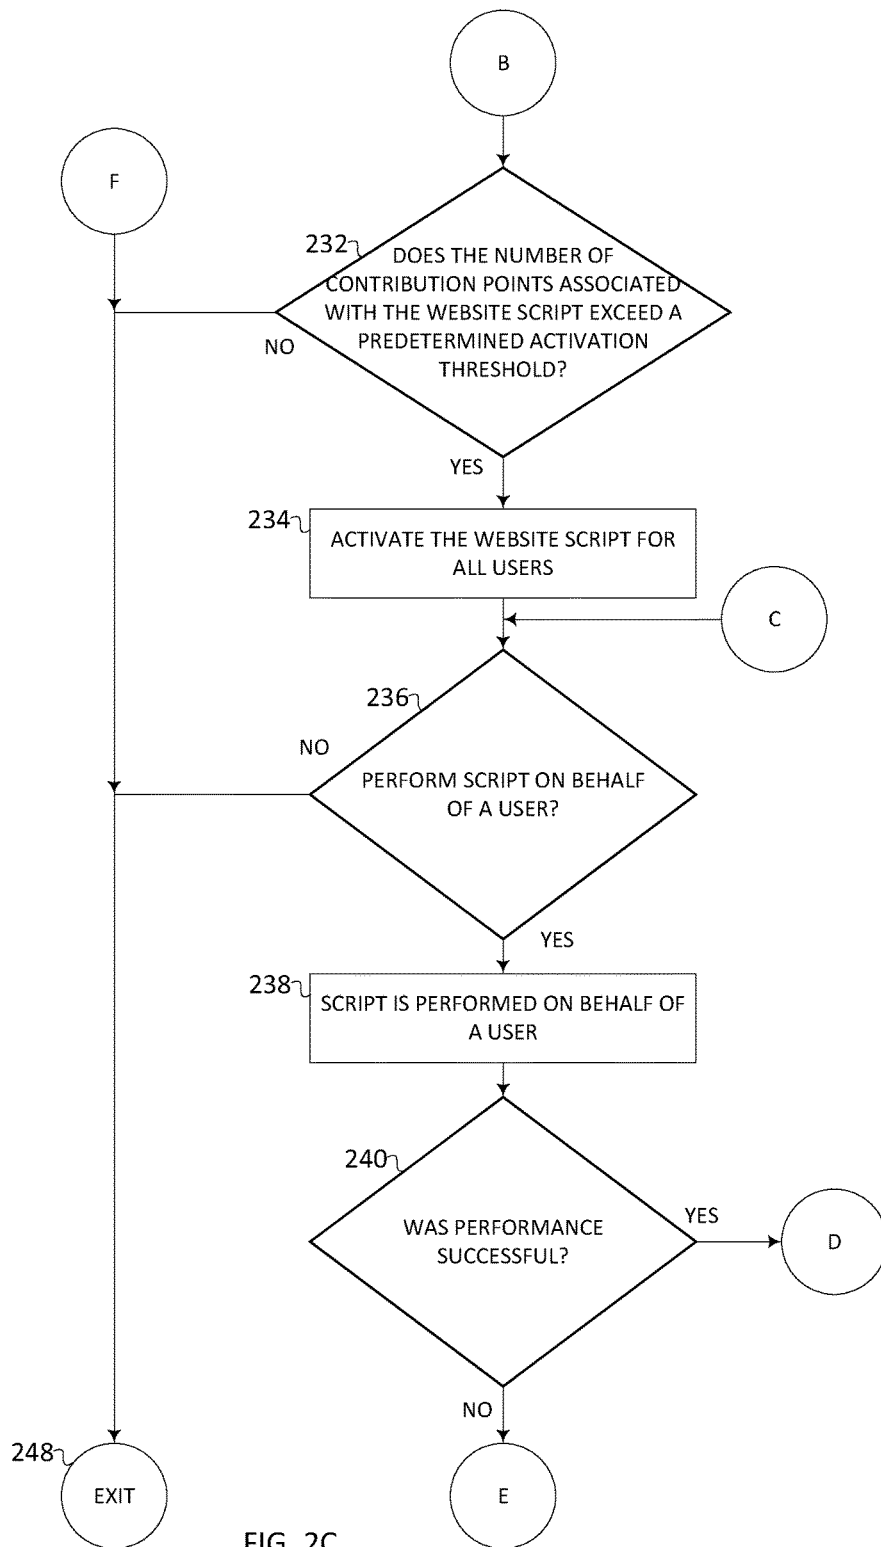 B
F
232
DOES THE NUMBER OF
CONTRIBUTION POINTS ASSOCIATED
WITH THE WEBSITE SCRIPT EXCEED A
PREDETERMINED ACTIVATION
THRESHOLD?
NO
YES
234
ACTIVATE THE WEBSITE SCRIPT FOR
ALL USERS
C
236
NO
PERFORM SCRIPT ON BEHALF
OF A USER?
YES
238
SCRIPT IS PERFORMED ON BEHALF OF
A USER
240
WAS PERFORMANCE
SUCCESSFUL?
YES
D
NO
248
EXIT
E
FIG. 2C